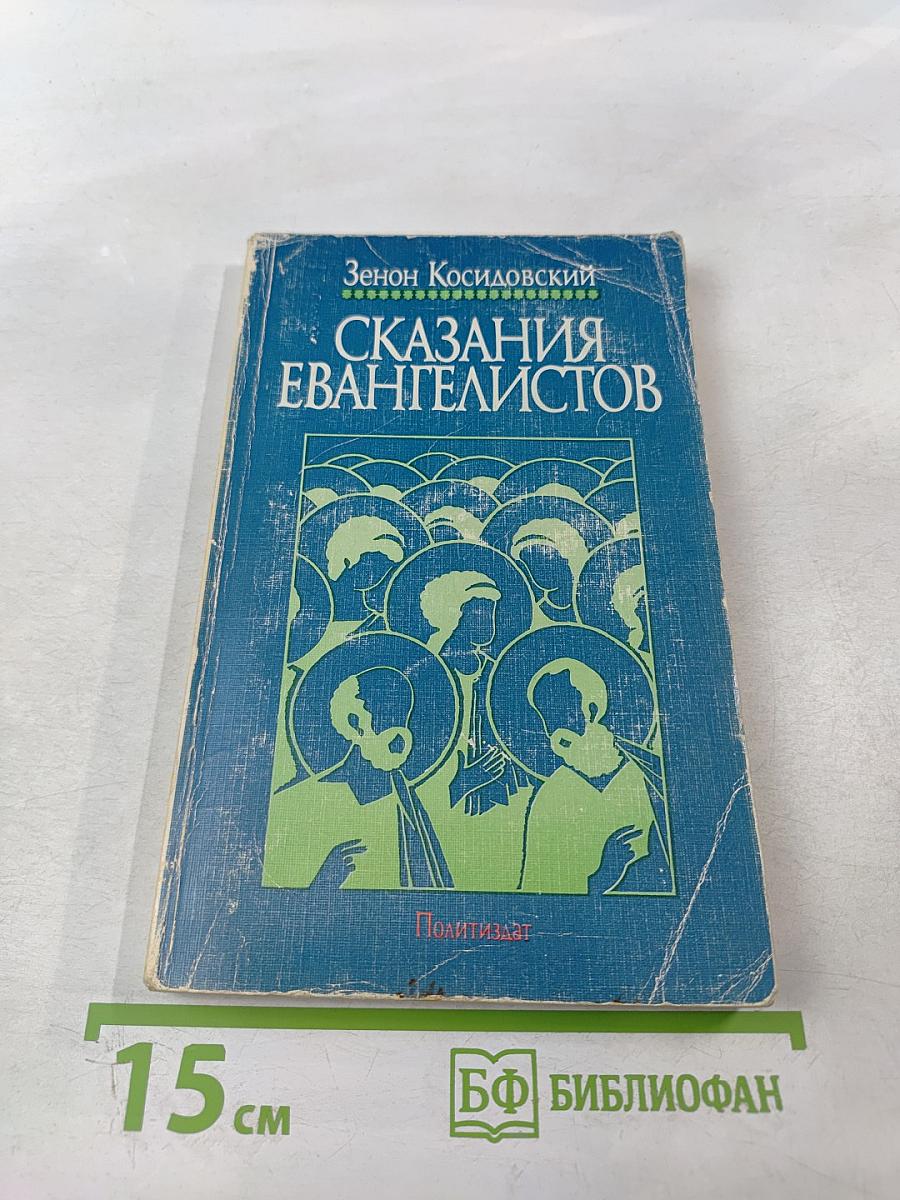 Зенон Косидовский
СКАЗАНИЯ
ЕВАНГЕЛИСТОВ
Политиздат
15 см
БФ БИБЛИОФАН